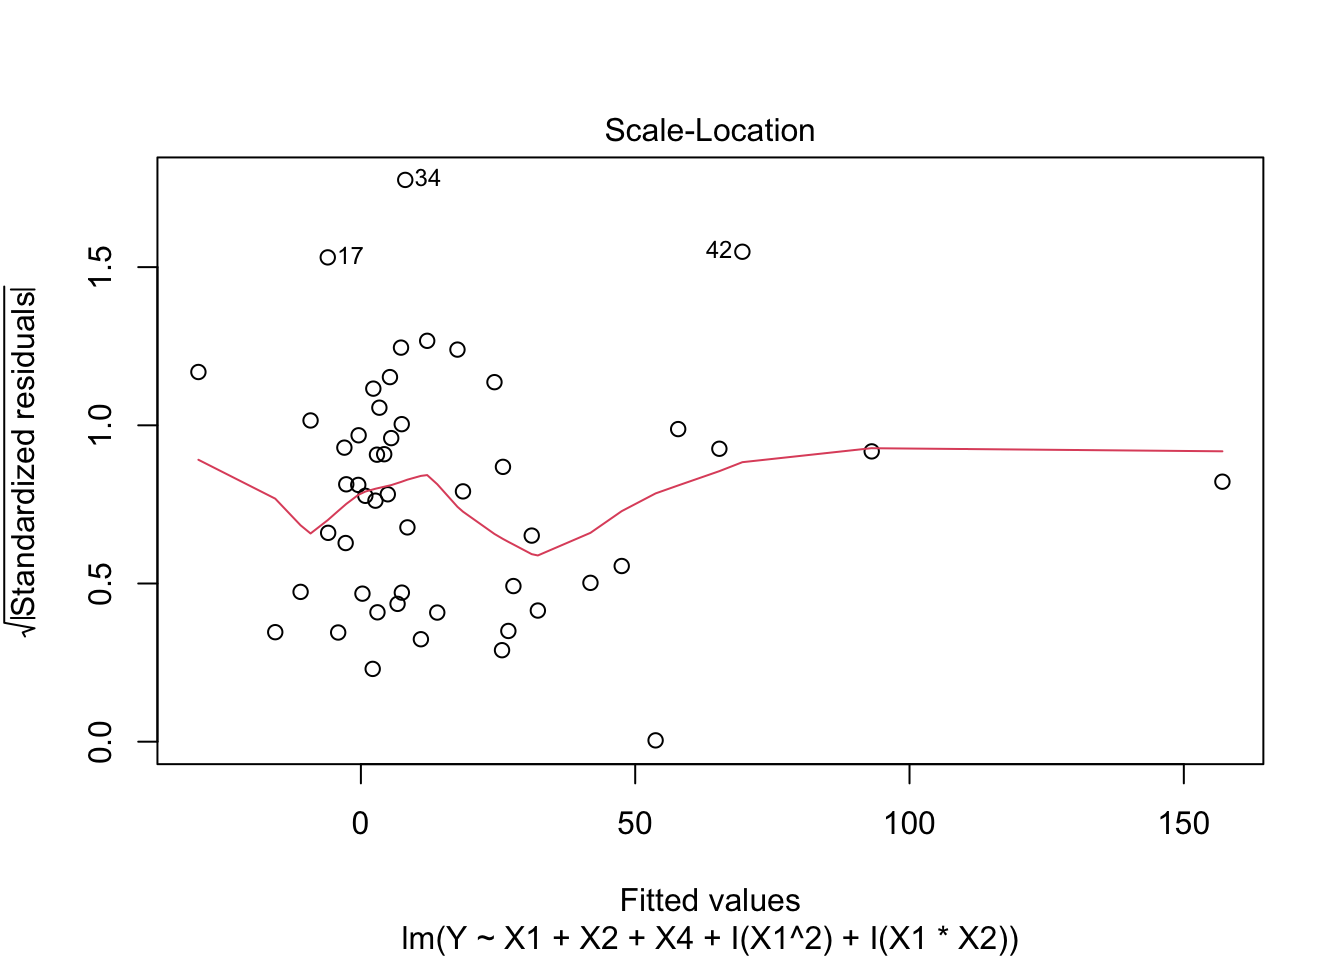 Scale-Location
34
17
42
1.5
1.0
0.5
0.0
√|Standardized residuals|
0 50 100 150
Fitted values
lm(Y ~ X1 + X2 + X4 + I(X1^2) + I(X1 * X2))